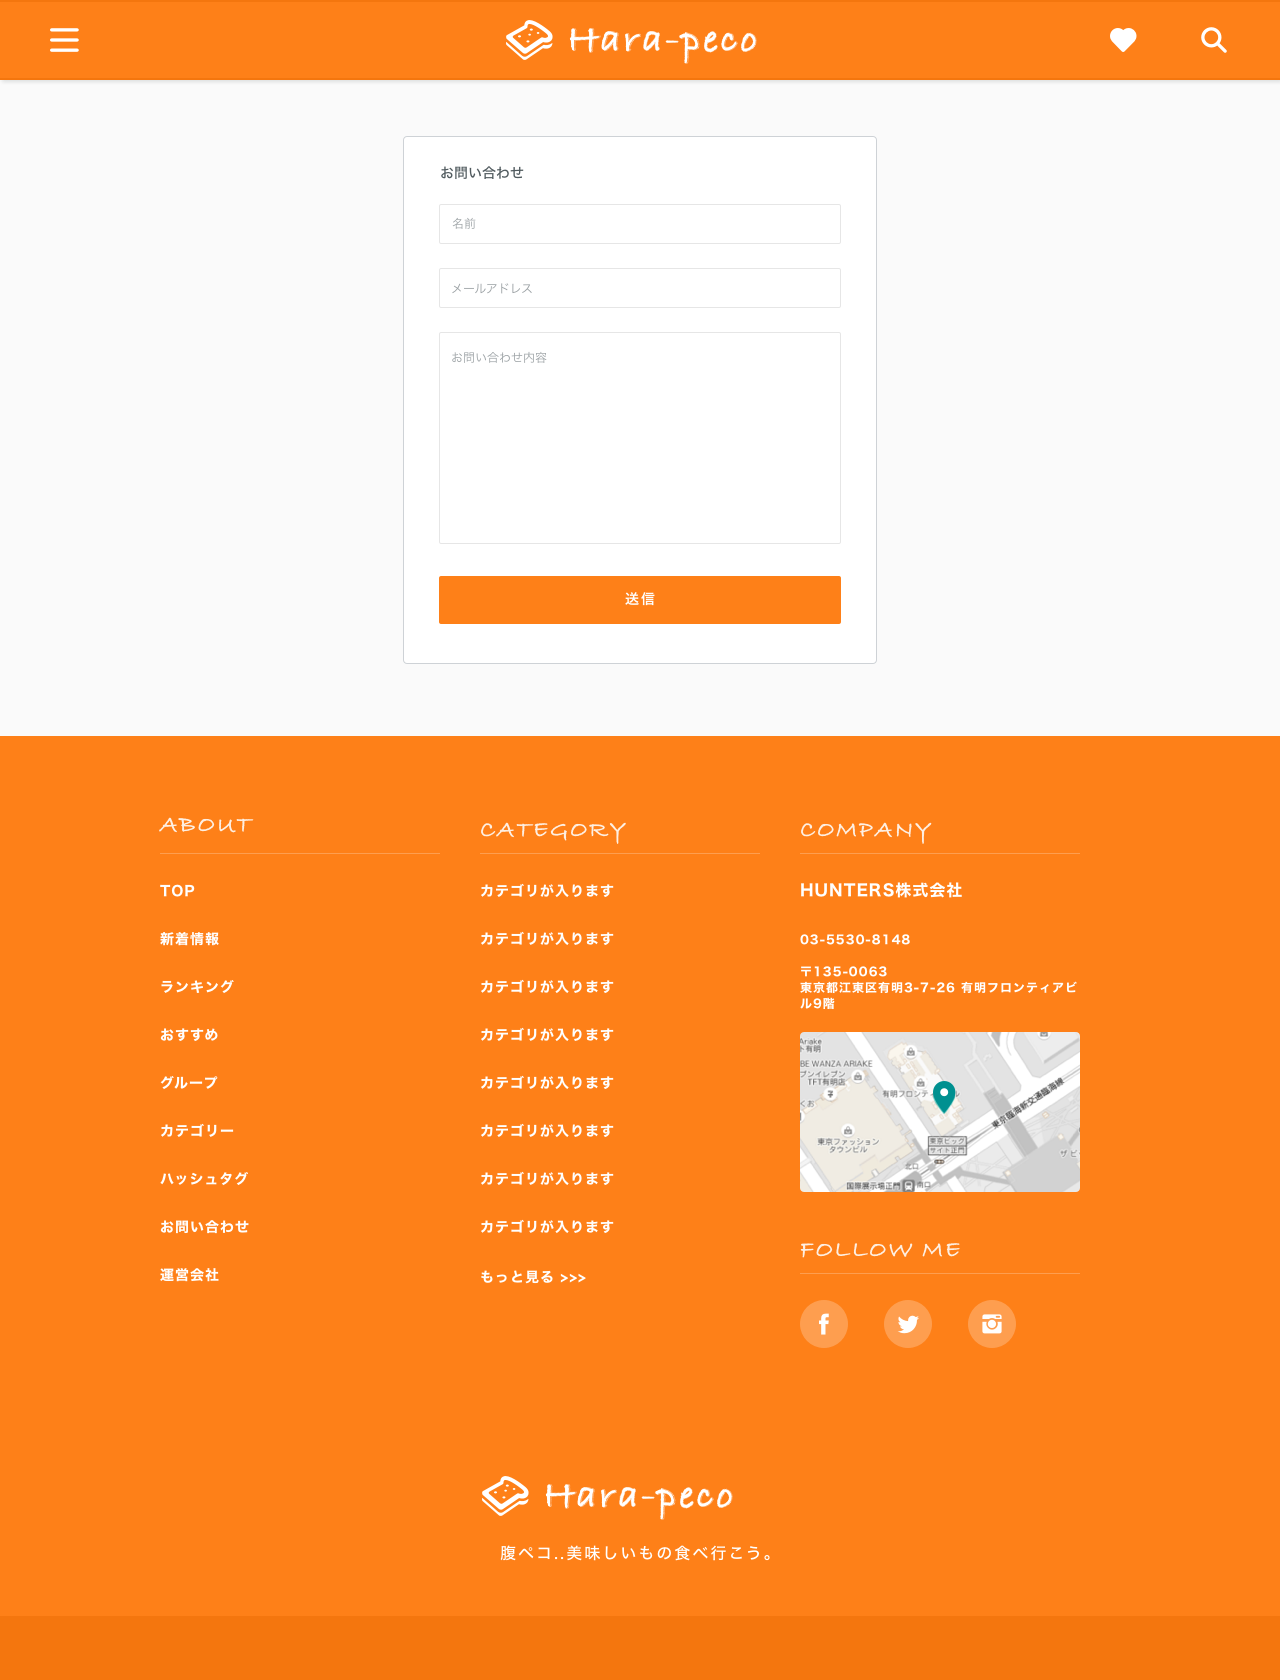 Hara-peco
お問い合わせ
名前
メールアドレス
お問い合わせ内容
送信
ABOUT
TOP
新着情報
ランキング
おすすめ
グループ
カテゴリー
ハッシュタグ
お問い合わせ
運営会社
CATEGORY
カテゴリが入ります
カテゴリが入ります
カテゴリが入ります
カテゴリが入ります
カテゴリが入ります
カテゴリが入ります
カテゴリが入ります
カテゴリが入ります
もっと見る >>>
COMPANY
HUNTERS株式会社
03-5530-8148
〒135-0063
東京都江東区有明3-7-26 有明フロンティアビ
ル9階
Ariake
ト有明
BE WANZA ARIAKE
ブンイレブン
TFT有明店
くお
有明フロンティ
ル
東京臨海新交通臨海線
東京ファッション
タウンビル
東京ビッグ
サイト正門
ザ ビ
北口
国際展示場正門
南口
FOLLOW ME
Hara-peco
腹ペコ..美味しいもの食べ行こう。